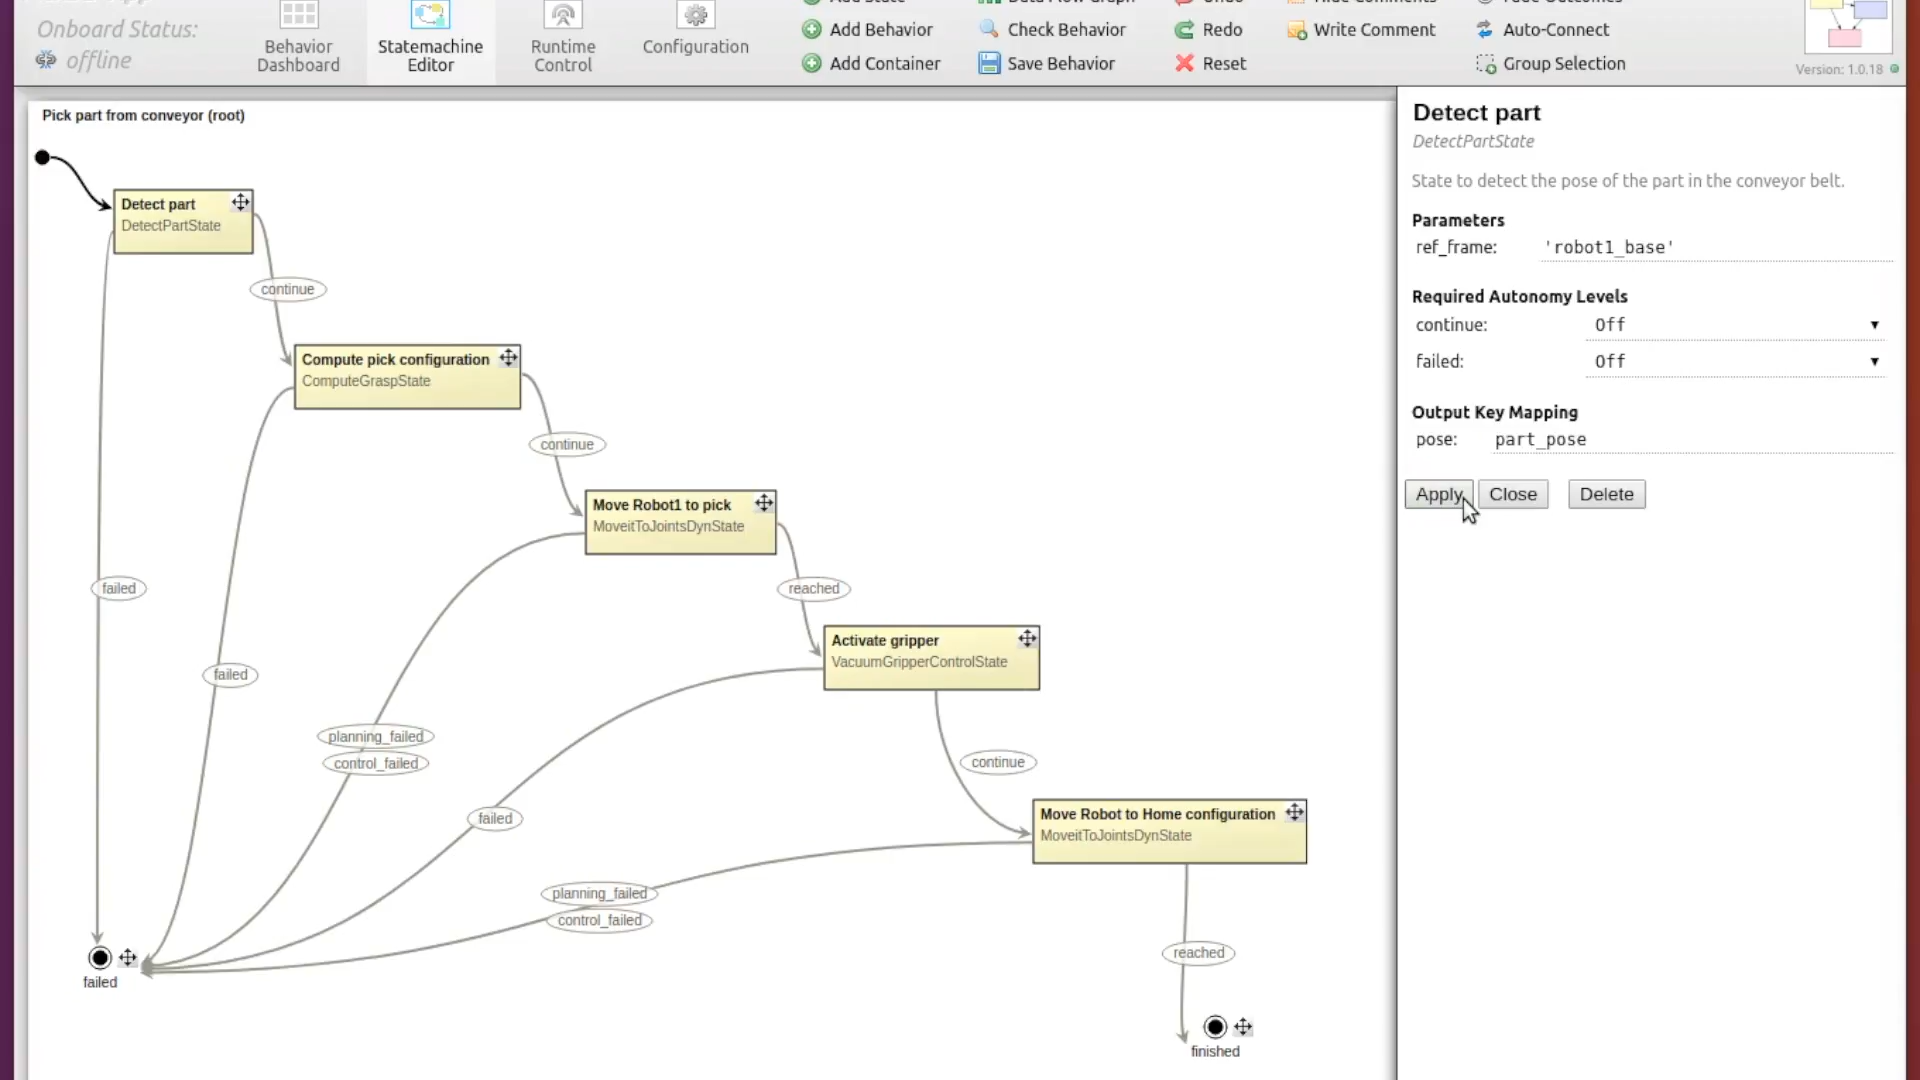 Onboard Status:
offline
Behavior
Dashboard
Statemachine
Editor
Runtime
Control
Configuration
Add Behavior
Add Container
Check Behavior
Save Behavior
Redo
Reset
Write Comment
Auto-Connect
Group Selection
Version: 1.0.18
Pick part from conveyor (root)
Detect part
DetectPartState
continue
Compute pick configuration
ComputeGraspState
continue
Move Robot1 to pick
MoveitToJointsDynState
failed
reached
Activate gripper
VacuumGripperControlState
failed
planning_failed
control_failed
continue
failed
Move Robot to Home configuration
MoveitToJointsDynState
planning_failed
control_failed
reached
failed
finished
Detect part
DetectPartState
State to detect the pose of the part in the conveyor belt.
Parameters
ref_frame: 'robot1_base'
Required Autonomy Levels
continue: Off
failed: Off
Output Key Mapping
pose: part_pose
Apply Close Delete